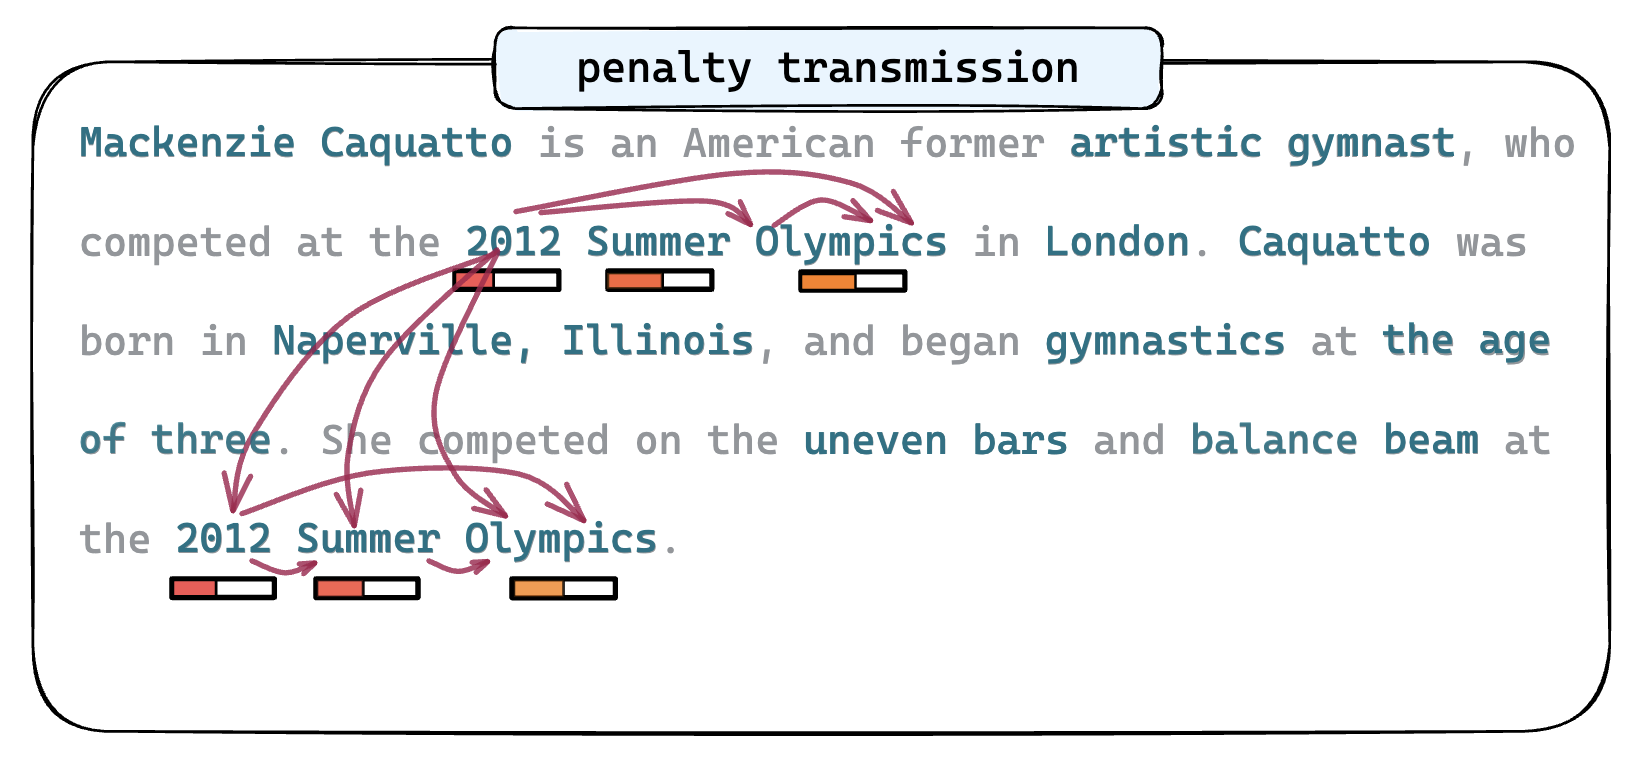 penalty transmission
Mackenzie Caquatto is an American former artistic gymnast, who
competed at the 2012 Summer Olympics in London. Caquatto was
born in Naperville, Illinois, and began gymnastics at the age
of three. She competed on the uneven bars and balance beam at
the 2012 Summer Olympics.